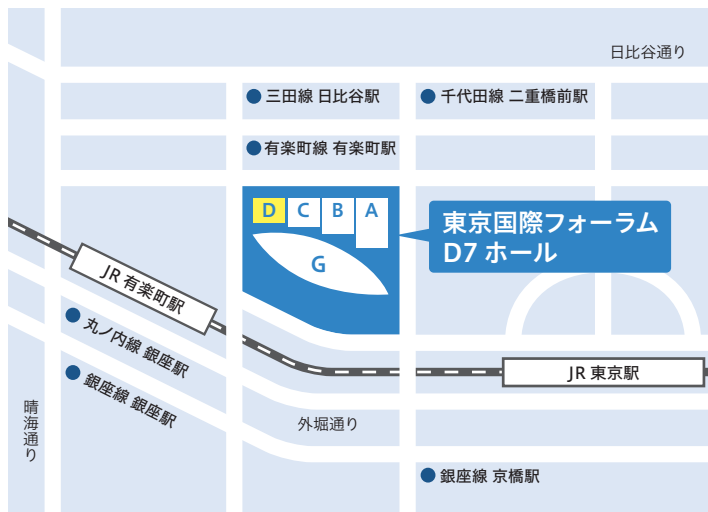 日比谷通り
三田線 日比谷駅
千代田線 二重橋前駅
有楽町線 有楽町駅
D
C
B
A
G
東京国際フォーラム
D7 ホール
JR 有楽町駅
丸ノ内線 銀座駅
銀座線 銀座駅
JR 東京駅
晴海通り
外堀通り
銀座線 京橋駅